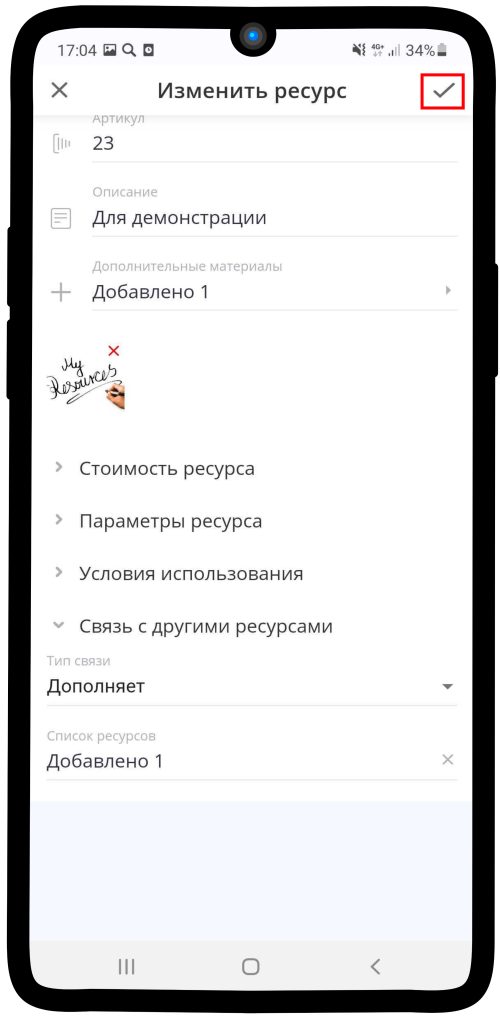 17:04 4G+ 34%
Изменить ресурс
Артикул
23
Описание
Для демонстрации
Дополнительные материалы
Добавлено 1
My
Resources
Стоимость ресурса
Параметры ресурса
Условия использования
Связь с другими ресурсами
Тип связи
Дополняет
Список ресурсов
Добавлено 1